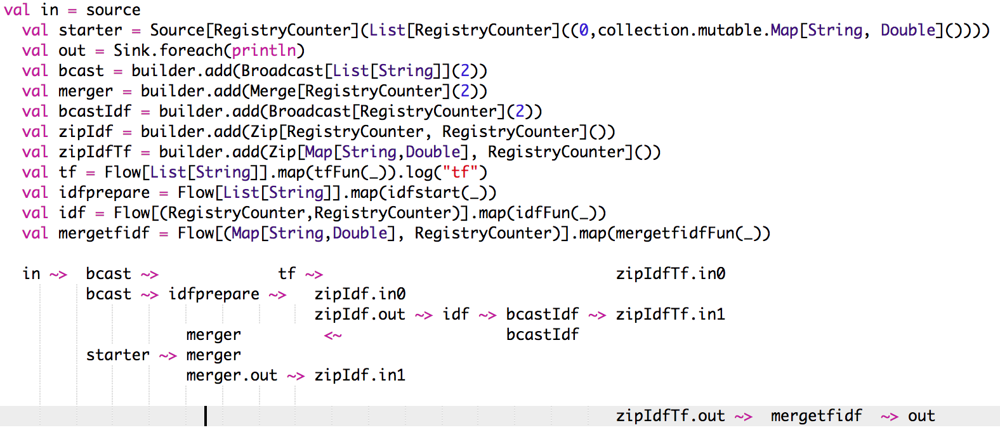 val in = source
val starter = Source[RegistryCounter](List[RegistryCounter]((0,collection.mutable.Map[String, Double]())))
val out = Sink.foreach(println)
val bcast = builder.add(Broadcast[List[String]](2))
val merger = builder.add(Merge[RegistryCounter](2))
val bcastIdf = builder.add(Broadcast[RegistryCounter](2))
val zipIdf = builder.add(Zip[RegistryCounter, RegistryCounter]())
val zipIdfTf = builder.add(Zip[Map[String,Double], RegistryCounter]())
val tf = Flow[List[String]].map(tfFun(_)).log("tf")
val idfprepare = Flow[List[String]].map(idfstart(_))
val idf = Flow[(RegistryCounter,RegistryCounter)].map(idfFun(_))
val mergetfidf = Flow[(Map[String,Double], RegistryCounter)].map(mergetfidfFun(_))
in ~> bcast ~> tf ~> zipIdfTf.in0
bcast ~> idfprepare ~> zipIdf.in0
zipIdf.out ~> idf ~> bcastIdf ~> zipIdfTf.in1
merger <~ bcastIdf
starter ~> merger
merger.out ~> zipIdf.in1
zipIdfTf.out ~> mergetfidf ~> out